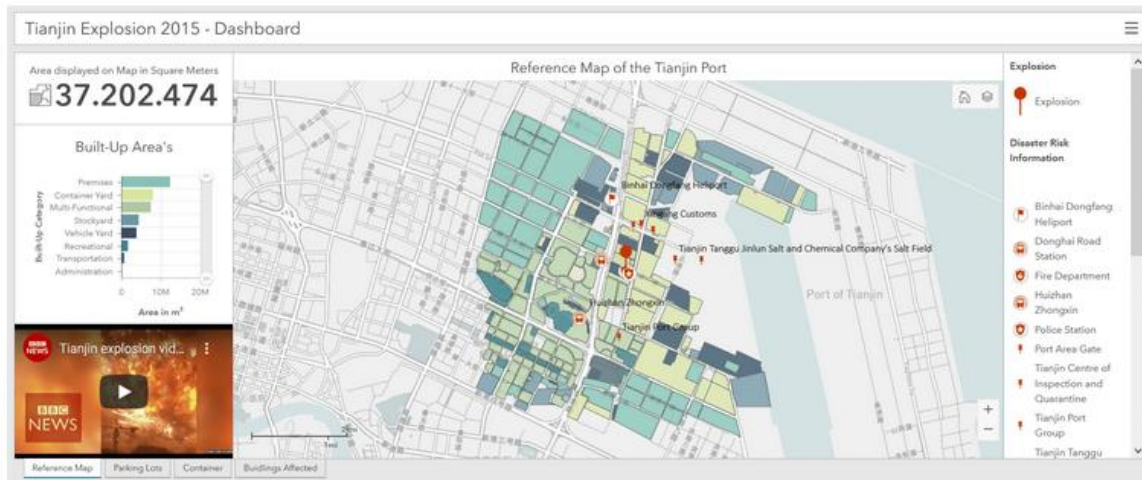 Tianjin Explosion 2015 - Dashboard
Area displayed on Map in Square Meters
37.202.474
Built-Up Area's
Built-Up Category
Premises
Container Yard
Multi-Functional
Stockyard
Vehicle Yard
Recreational
Transportation
Administration
0 10M 20M
Area in m²
BBC NEWS
Tianjin explosion vid...
BBC
NEWS
Reference Map of the Tianjin Port
Binhai Dongfang Heliport
Xingang Customs
Tianjin Tanggu Jinlun Salt and Chemical Company's Salt Field
Huizhan Zhongxin
Tianjin Port Group
Port of Tianjin
+
−
Explosion
Explosion
Disaster Risk
Information
Binhai Dongfang
Heliport
Donghai Road
Station
Fire Department
Huizhan
Zhongxin
Police Station
Port Area Gate
Tianjin Centre of
Inspection and
Quarantine
Tianjin Port
Group
Tianjin Tanggu
Reference Map
Parking Lots
Container
Buidlings Affected